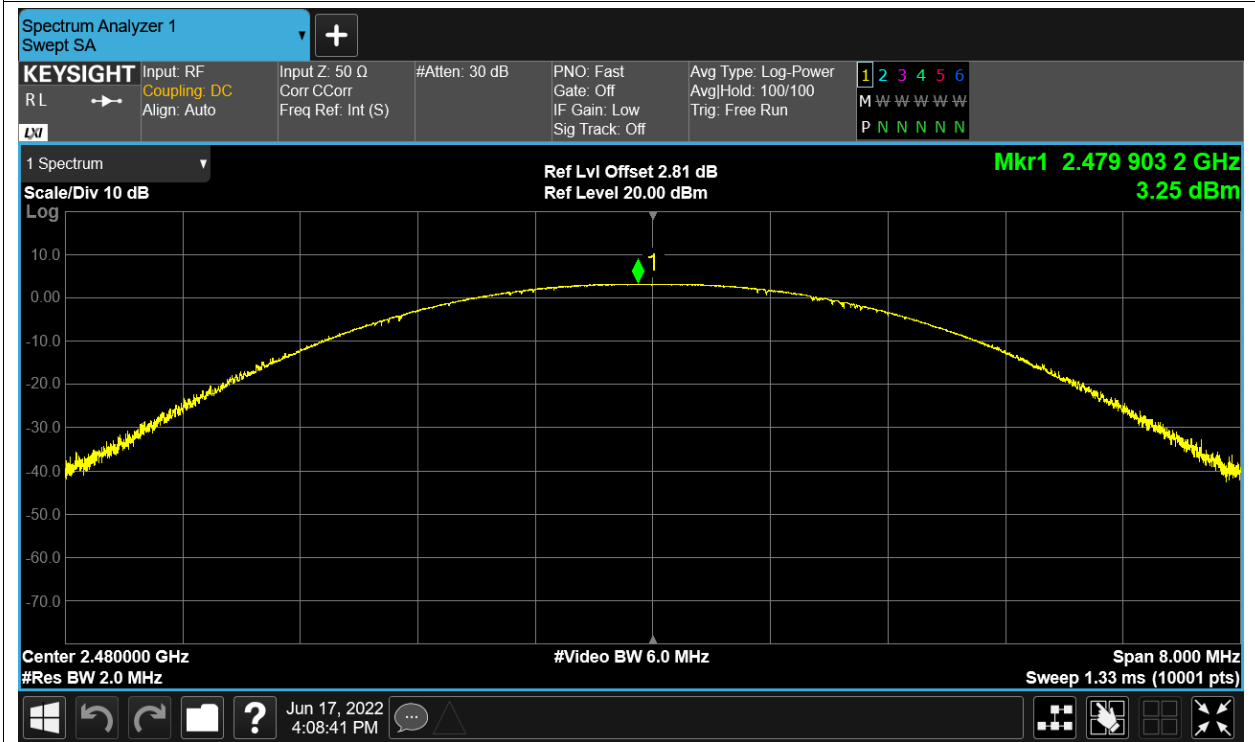 Spectrum Analyzer 1
Swept SA
+
KEYSIGHT
RL
LXI
Input: RF
Coupling: DC
Align: Auto
Input Z: 50 Ω
Corr CCorr
Freq Ref: Int (S)
#Atten: 30 dB
PNO: Fast
Gate: Off
IF Gain: Low
Sig Track: Off
Avg Type: Log-Power
Avg|Hold: 100/100
Trig: Free Run
1 2 3 4 5 6
M W W W W W
P N N N N N
1 Spectrum
Scale/Div 10 dB
Log
Ref Lvl Offset 2.81 dB
Ref Level 20.00 dBm
Mkr1 2.479 903 2 GHz
3.25 dBm
1
10.0
0.00
-10.0
-20.0
-30.0
-40.0
-50.0
-60.0
-70.0
Center 2.480000 GHz
#Res BW 2.0 MHz
#Video BW 6.0 MHz
Span 8.000 MHz
Sweep 1.33 ms (10001 pts)
?
Jun 17, 2022
4:08:41 PM